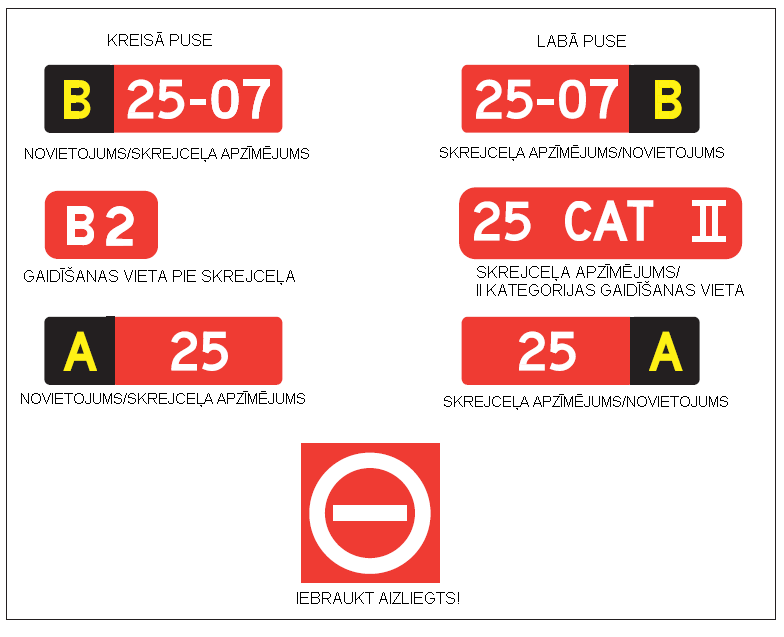 KREISĀ PUSE
LABĀ PUSE
B 25-07
25-07 B
NOVIETOJUMS/SKREJCEĻA APZĪMĒJUMS
SKREJCEĻA APZĪMĒJUMS/NOVIETOJUMS
B2
25 CAT II
GAIDĪŠANAS VIETA PIE SKREJCEĻA
SKREJCEĻA APZĪMĒJUMS/
II KATEGORIJAS GAIDĪŠANAS VIETA
A 25
25 A
NOVIETOJUMS/SKREJCEĻA APZĪMĒJUMS
SKREJCEĻA APZĪMĒJUMS/NOVIETOJUMS
IEBRAUKT AIZLIEGTS!